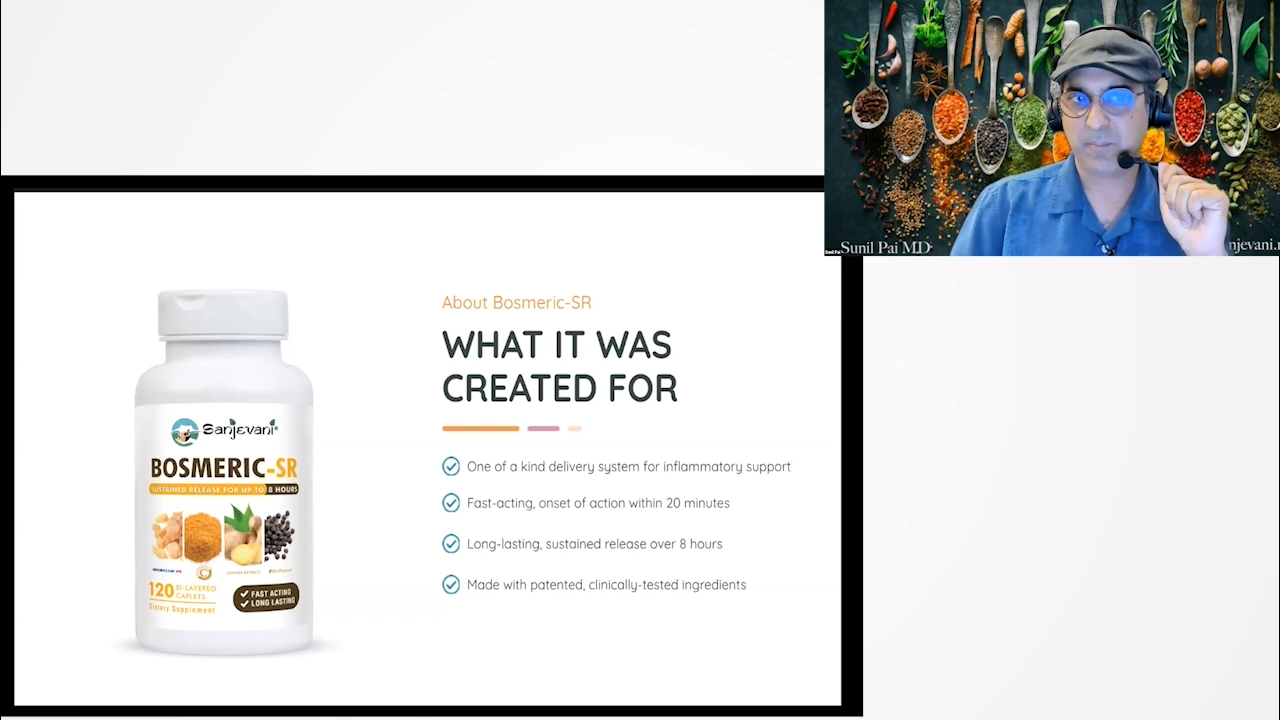 About Bosmeric-SR
WHAT IT WAS
CREATED FOR
One of a kind delivery system for inflammatory support
Fast-acting, onset of action within 20 minutes
Long-lasting, sustained release over 8 hours
Made with patented, clinically-tested ingredients
Sanjevani®
BOSMERIC-SR
SUSTAINED RELEASE FOR UP TO 8 HOURS
120 BI-LAYERED
CAPLETS
Dietary Supplement
FAST ACTING
LONG LASTING
Sunil Pai MD
njevani.